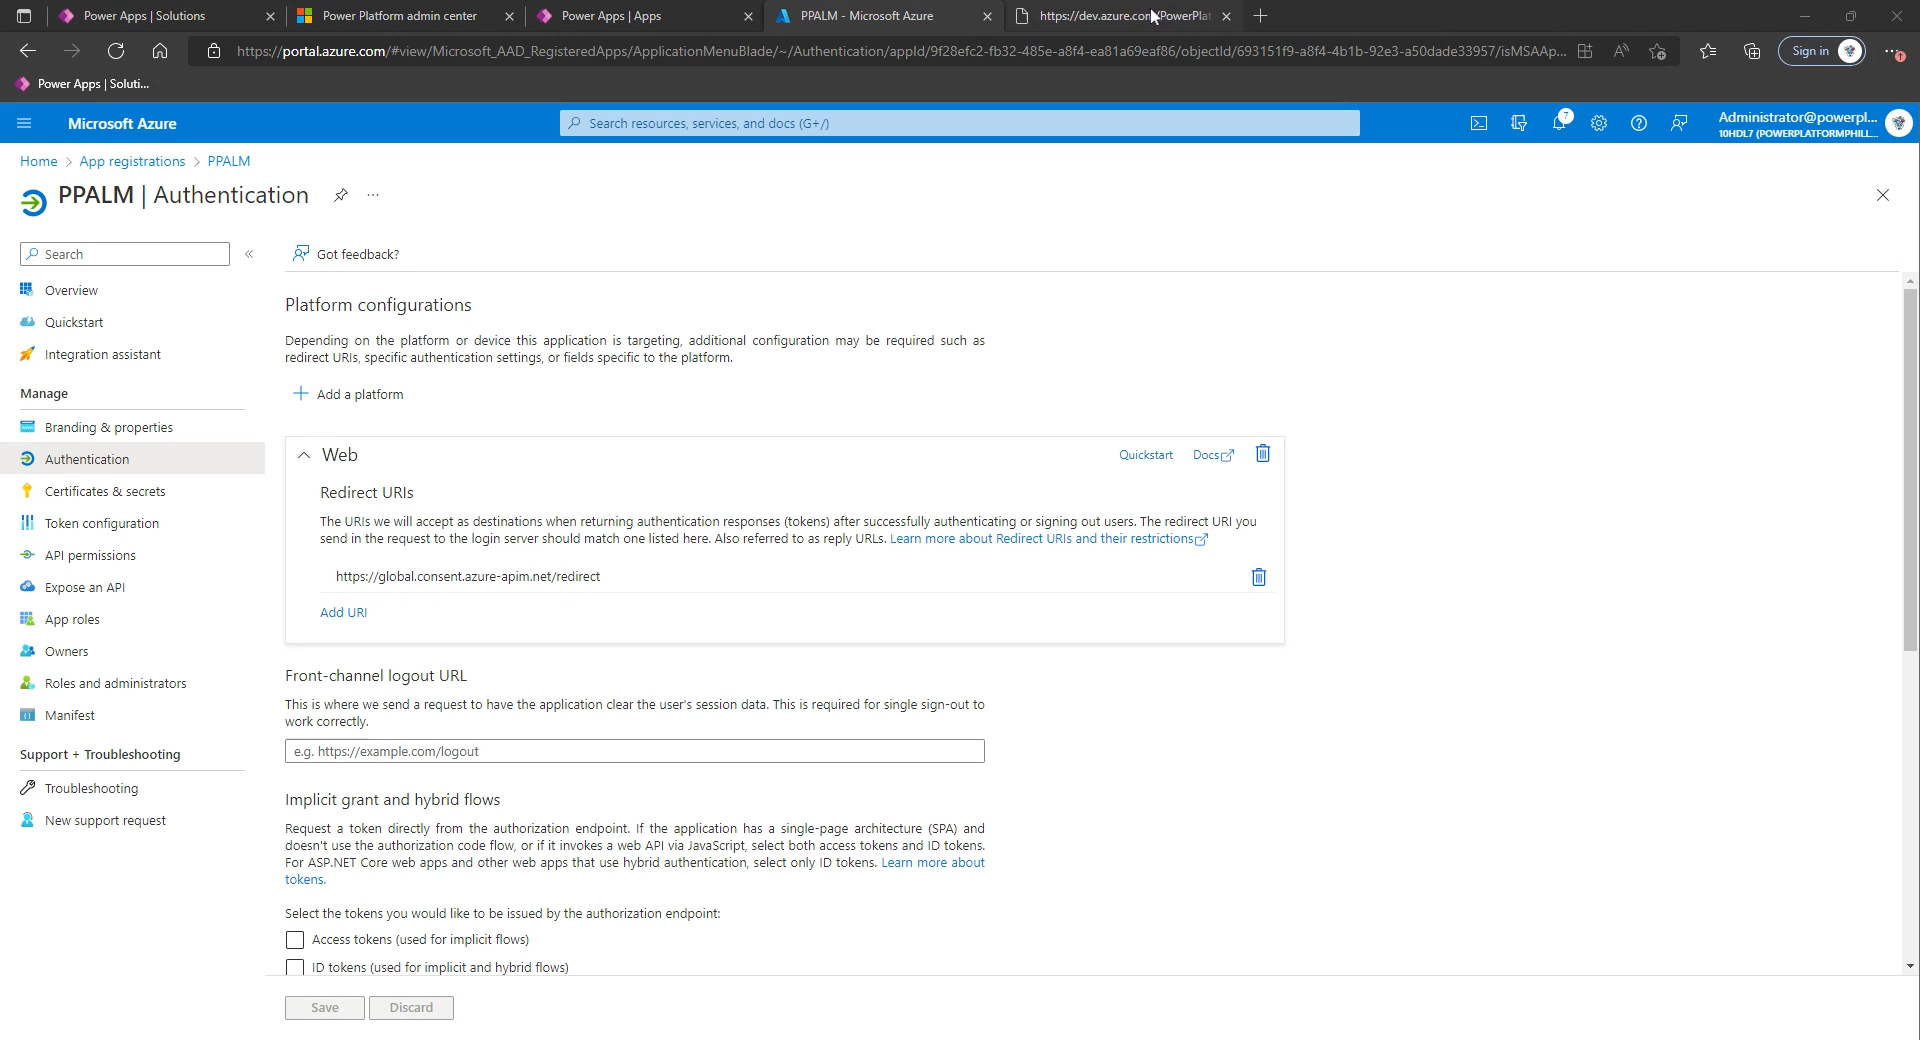 Power Apps | Solutions
Power Platform admin center
Power Apps | Apps
PPALM - Microsoft Azure
https://dev.azure.com/PowerPlat
https://portal.azure.com/#view/Microsoft_AAD_RegisteredApps/ApplicationMenuBlade/~/Authentication/appId/9f28efc2-fb32-485e-a8f4-ea81a69eaf86/objectId/693151f9-a8f4-4b1b-92e3-a50dade33957/isMSAAp...
Sign in
Power Apps | Soluti...
Microsoft Azure
Search resources, services, and docs (G+/)
7
Administrator@powerpl...
10HDL7 (POWERPLATFORMPHILL...
Home > App registrations > PPALM
PPALM | Authentication
Search
«
Got feedback?
Overview
Quickstart
Integration assistant
Manage
Branding & properties
Authentication
Certificates & secrets
Token configuration
API permissions
Expose an API
App roles
Owners
Roles and administrators
Manifest
Support + Troubleshooting
Troubleshooting
New support request
Platform configurations
Depending on the platform or device this application is targeting, additional configuration may be required such as
redirect URIs, specific authentication settings, or fields specific to the platform.
Add a platform
Web
Quickstart
Docs
Redirect URIs
The URIs we will accept as destinations when returning authentication responses (tokens) after successfully authenticating or signing out users. The redirect URI you
send in the request to the login server should match one listed here. Also referred to as reply URLs. Learn more about Redirect URIs and their restrictions
https://global.consent.azure-apim.net/redirect
Add URI
Front-channel logout URL
This is where we send a request to have the application clear the user's session data. This is required for single sign-out to
work correctly.
e.g. https://example.com/logout
Implicit grant and hybrid flows
Request a token directly from the authorization endpoint. If the application has a single-page architecture (SPA) and
doesn't use the authorization code flow, or if it invokes a web API via JavaScript, select both access tokens and ID tokens.
For ASP.NET Core web apps and other web apps that use hybrid authentication, select only ID tokens. Learn more about
tokens.
Select the tokens you would like to be issued by the authorization endpoint:
Access tokens (used for implicit flows)
ID tokens (used for implicit and hybrid flows)
Save
Discard